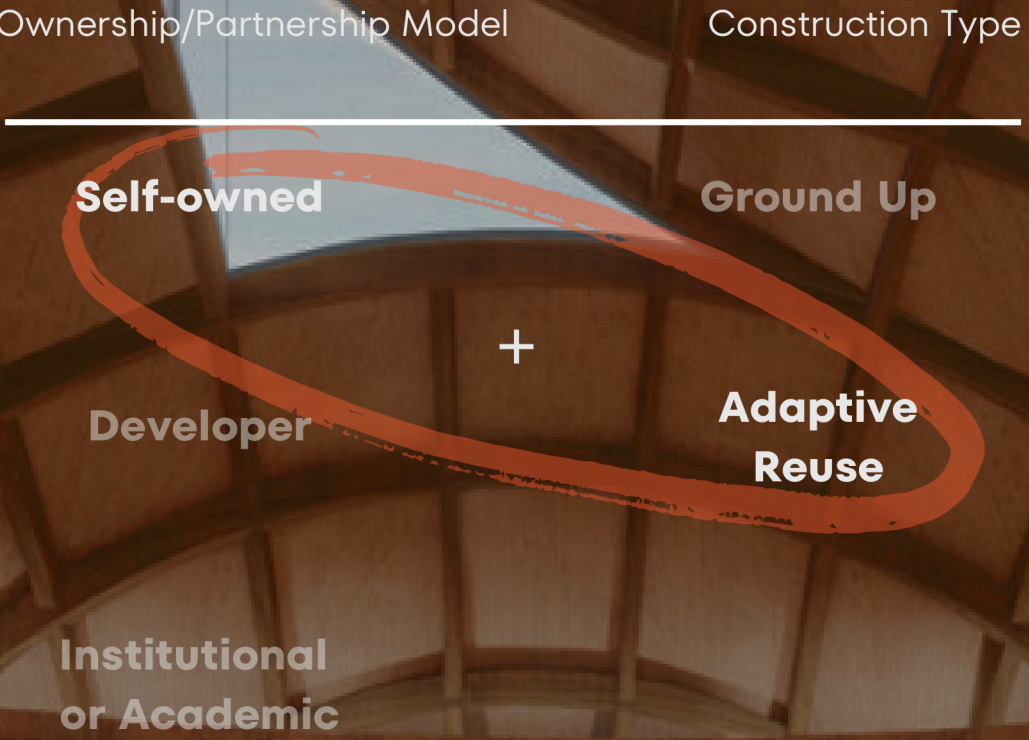 Ownership/Partnership Model
Construction Type
Self-owned
Ground Up
+
Developer
Adaptive
Reuse
Institutional
or Academic